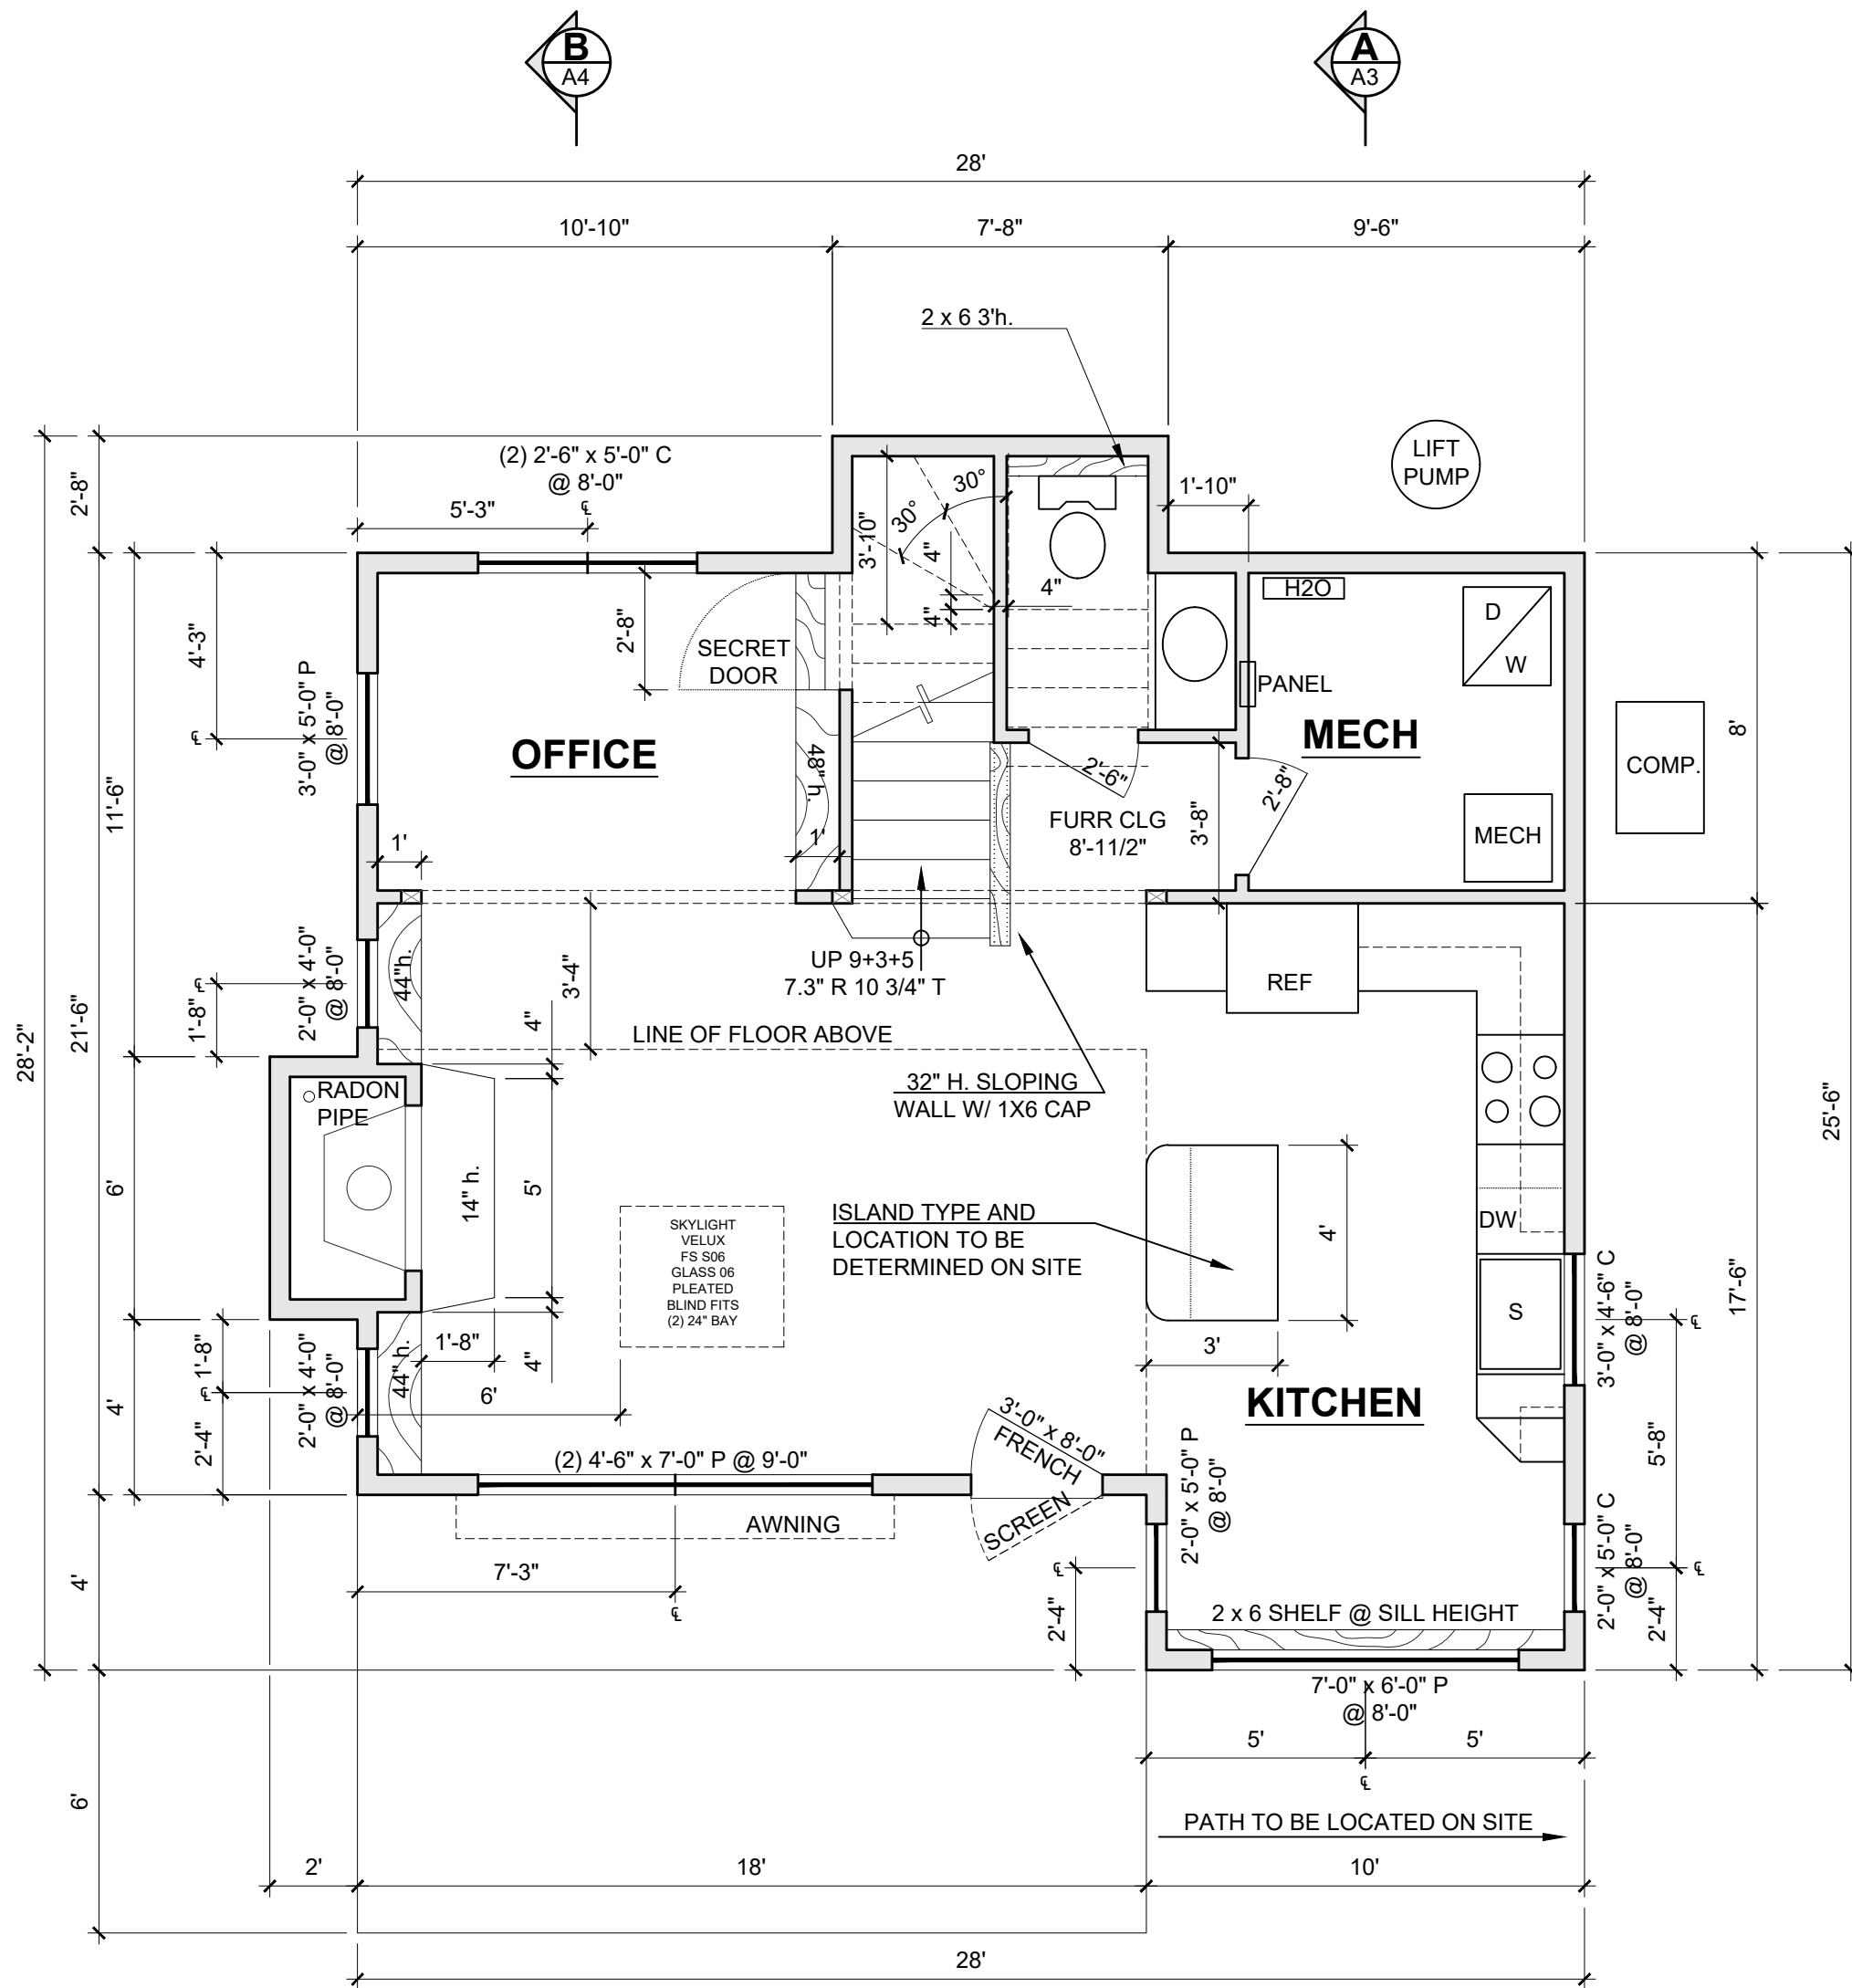 B
A4
A
A3
28'
10'-10"
7'-8"
9'-6"
2 x 6 3'h.
LIFT
PUMP
(2) 2'-6" x 5'-0" C
@ 8'-0"
5'-3"
1'-10"
2'-8"
30°
30°
3'-10"
4"
4"
4"
H2O
D
W
SECRET
DOOR
2'-8"
4'-3"
3'-0" x 5'-0" P
@ 8'-0"
PANEL
OFFICE
MECH
COMP.
8'
48" h.
2'-6"
2'-8"
11'-6"
1'
1'
FURR CLG
8'-11/2"
3'-8"
MECH
UP 9+3+5
7.3" R 10 3/4" T
REF
2'-0" x 4'-0"
@ 8'-0"
44"h.
3'-4"
1'-8"
28'-2"
21'-6"
4"
LINE OF FLOOR ABOVE
32" H. SLOPING
WALL W/ 1X6 CAP
RADON
PIPE
25'-6"
6'
14" h.
5'
SKYLIGHT
VELUX
FS S06
GLASS 06
PLEATED
BLIND FITS
(2) 24" BAY
ISLAND TYPE AND
LOCATION TO BE
DETERMINED ON SITE
4'
DW
S
17'-6"
3'-0" x 4'-6" C
@ 8'-0"
1'-8"
2'-0" x 4'-0"
@ 8'-0"
44" h.
1'-8"
4"
3'
6'
4'
2'-4"
KITCHEN
5'-8"
(2) 4'-6" x 7'-0" P @ 9'-0"
3'-0" x 8'-0"
FRENCH
SCREEN
2'-0" x 5'-0" P
@ 8'-0"
2'-0" x 5'-0" C
@ 8'-0"
AWNING
7'-3"
4'
2'-4"
2 x 6 SHELF @ SILL HEIGHT
2'-4"
7'-0" x 6'-0" P
@ 8'-0"
5'
5'
6'
PATH TO BE LOCATED ON SITE
2'
18'
10'
28'